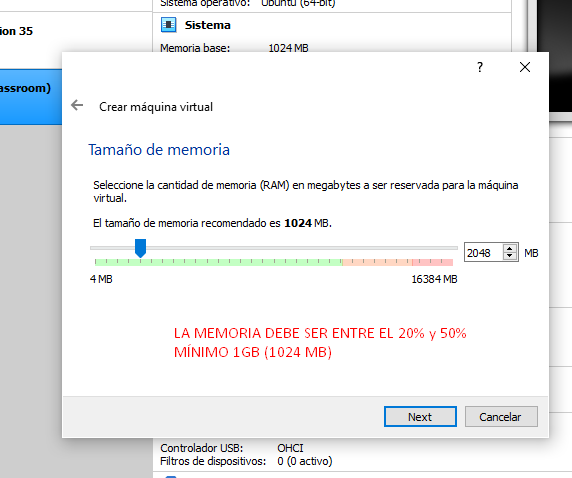 Sistema operativo: Ubuntu (64-bit)
Sistema
ion 35
Memoria base: 1024 MB
assroom)
?
Crear máquina virtual
Tamaño de memoria
Seleccione la cantidad de memoria (RAM) en megabytes a ser reservada para la máquina
virtual.
El tamaño de memoria recomendado es 1024 MB.
2048 MB
4 MB 16384 MB
LA MEMORIA DEBE SER ENTRE EL 20% y 50%
MÍNIMO 1GB (1024 MB)
Next Cancelar
Controlador USB: OHCI
Filtros de dispositivos: 0 (0 activo)